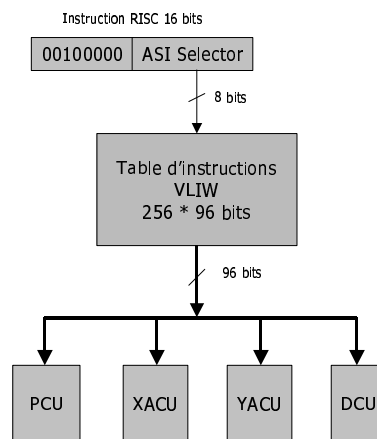 Instruction RISC 16 bits
00100000 ASI Selector
8 bits
Table d'instructions
VLIW
256 * 96 bits
96 bits
PCU XACU YACU DCU